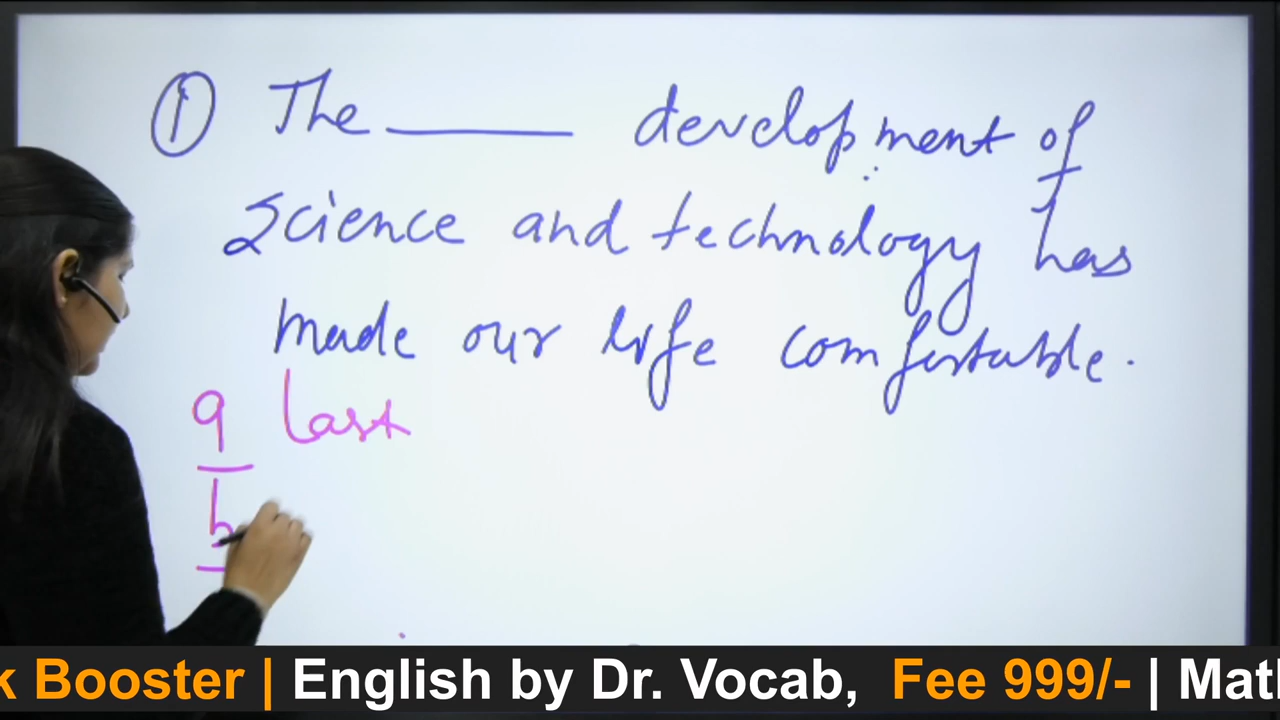 ① The ______ development of
science and technology has
made our life comfortable.
a last
b
k Booster | English by Dr. Vocab, Fee 999/- | Mat